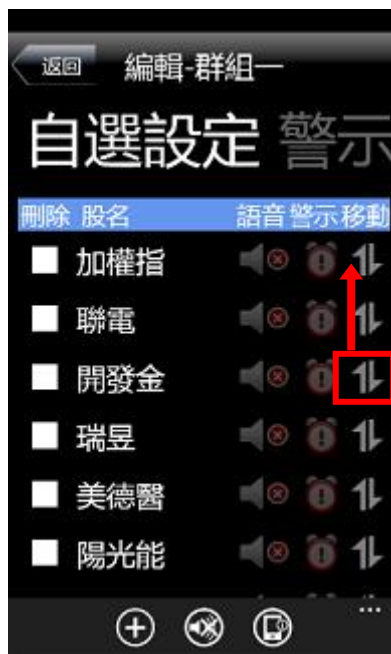 返回 編輯-群組一
自選設定 警示
刪除 股名 語音 警示 移動
加權指
聯電
開發金
瑞昱
美德醫
陽光能